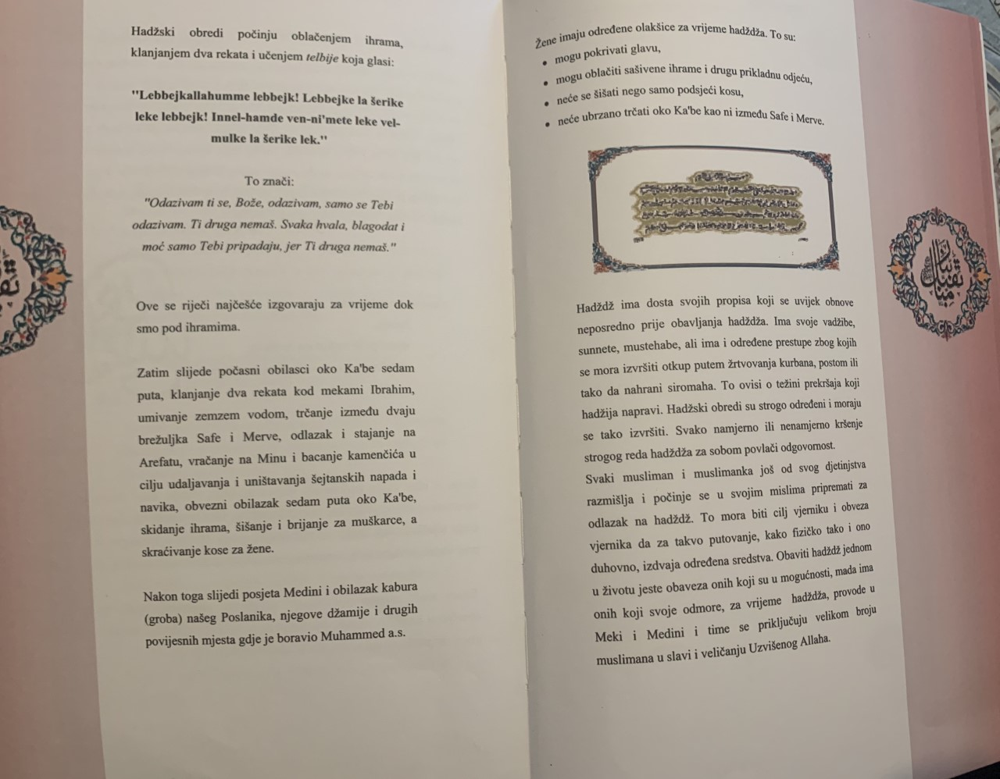 Hadžski obredi počinju oblačenjem ihrama,
klanjanjem dva rekata i učenjem telbije koja glasi:
"Lebbejkallahumme lebbejk! Lebbejke la šerike
leke lebbejk! Innel-hamde ven-ni'mete leke vel-
mulke la šerike lek."
To znači:
"Odazivam ti se, Bože, odazivam, samo se Tebi
odazivam. Ti druga nemaš. Svaka hvala, blagodat i
moć samo Tebi pripadaju, jer Ti druga nemaš."
Ove se riječi najčešće izgovaraju za vrijeme dok
smo pod ihramima.
Zatim slijede počasni obilasci oko Ka'be sedam
puta, klanjanje dva rekata kod mekami Ibrahim,
umivanje zemzem vodom, trčanje između dvaju
brežuljka Safe i Merve, odlazak i stajanje na
Arefatu, vračanje na Minu i bacanje kamenčića u
cilju udaljavanja i uništavanja šejtanskih napada i
navika, obvezni obilazak sedam puta oko Ka'be,
skidanje ihrama, šišanje i brijanje za muškarce, a
skraćivanje kose za žene.
Nakon toga slijedi posjeta Medini i obilazak kabura
(groba) našeg Poslanika, njegove džamije i drugih
povijesnih mjesta gdje je boravio Muhammed a.s.
Žene imaju određene olakšice za vrijeme hadždža. To su:
• mogu pokrivati glavu,
• mogu oblačiti sašivene ihrame i drugu prikladnu odjeću,
• neće se šišati nego samo podsjeći kosu,
• neće ubrzano trčati oko Ka'be kao ni između Safe i Merve.
Hadždž ima dosta svojih propisa koji se uvijek obnove
neposredno prije obavljanja hadždža. Ima svoje vadžibe,
sunnete, mustehabe, ali ima i određene prestupe zbog kojih
se mora izvršiti otkup putem žrtvovanja kurbana, postom ili
tako da nahrani siromaha. To ovisi o težini prekršaja koji
hadžija napravi. Hadžski obredi su strogo određeni i moraju
se tako izvršiti. Svako namjerno ili nenamjerno kršenje
strogog reda hadždža za sobom povlači odgovornost.
Svaki musliman i muslimanka još od svog djetinjstva
razmišlja i počinje se u svojim mislima pripremati za
odlazak na hadždž. To mora biti cilj vjerniku i obveza
vjernika da za takvo putovanje, kako fizičko tako i ono
duhovno, izdvaja određena sredstva. Obaviti hadždž jednom
u životu jeste obaveza onih koji su u mogućnosti, mada ima
onih koji svoje odmore, za vrijeme hadždža, provode u
Meki i Medini i time se priključuju velikom broju
muslimana u slavi i veličanju Uzvišenog Allaha.